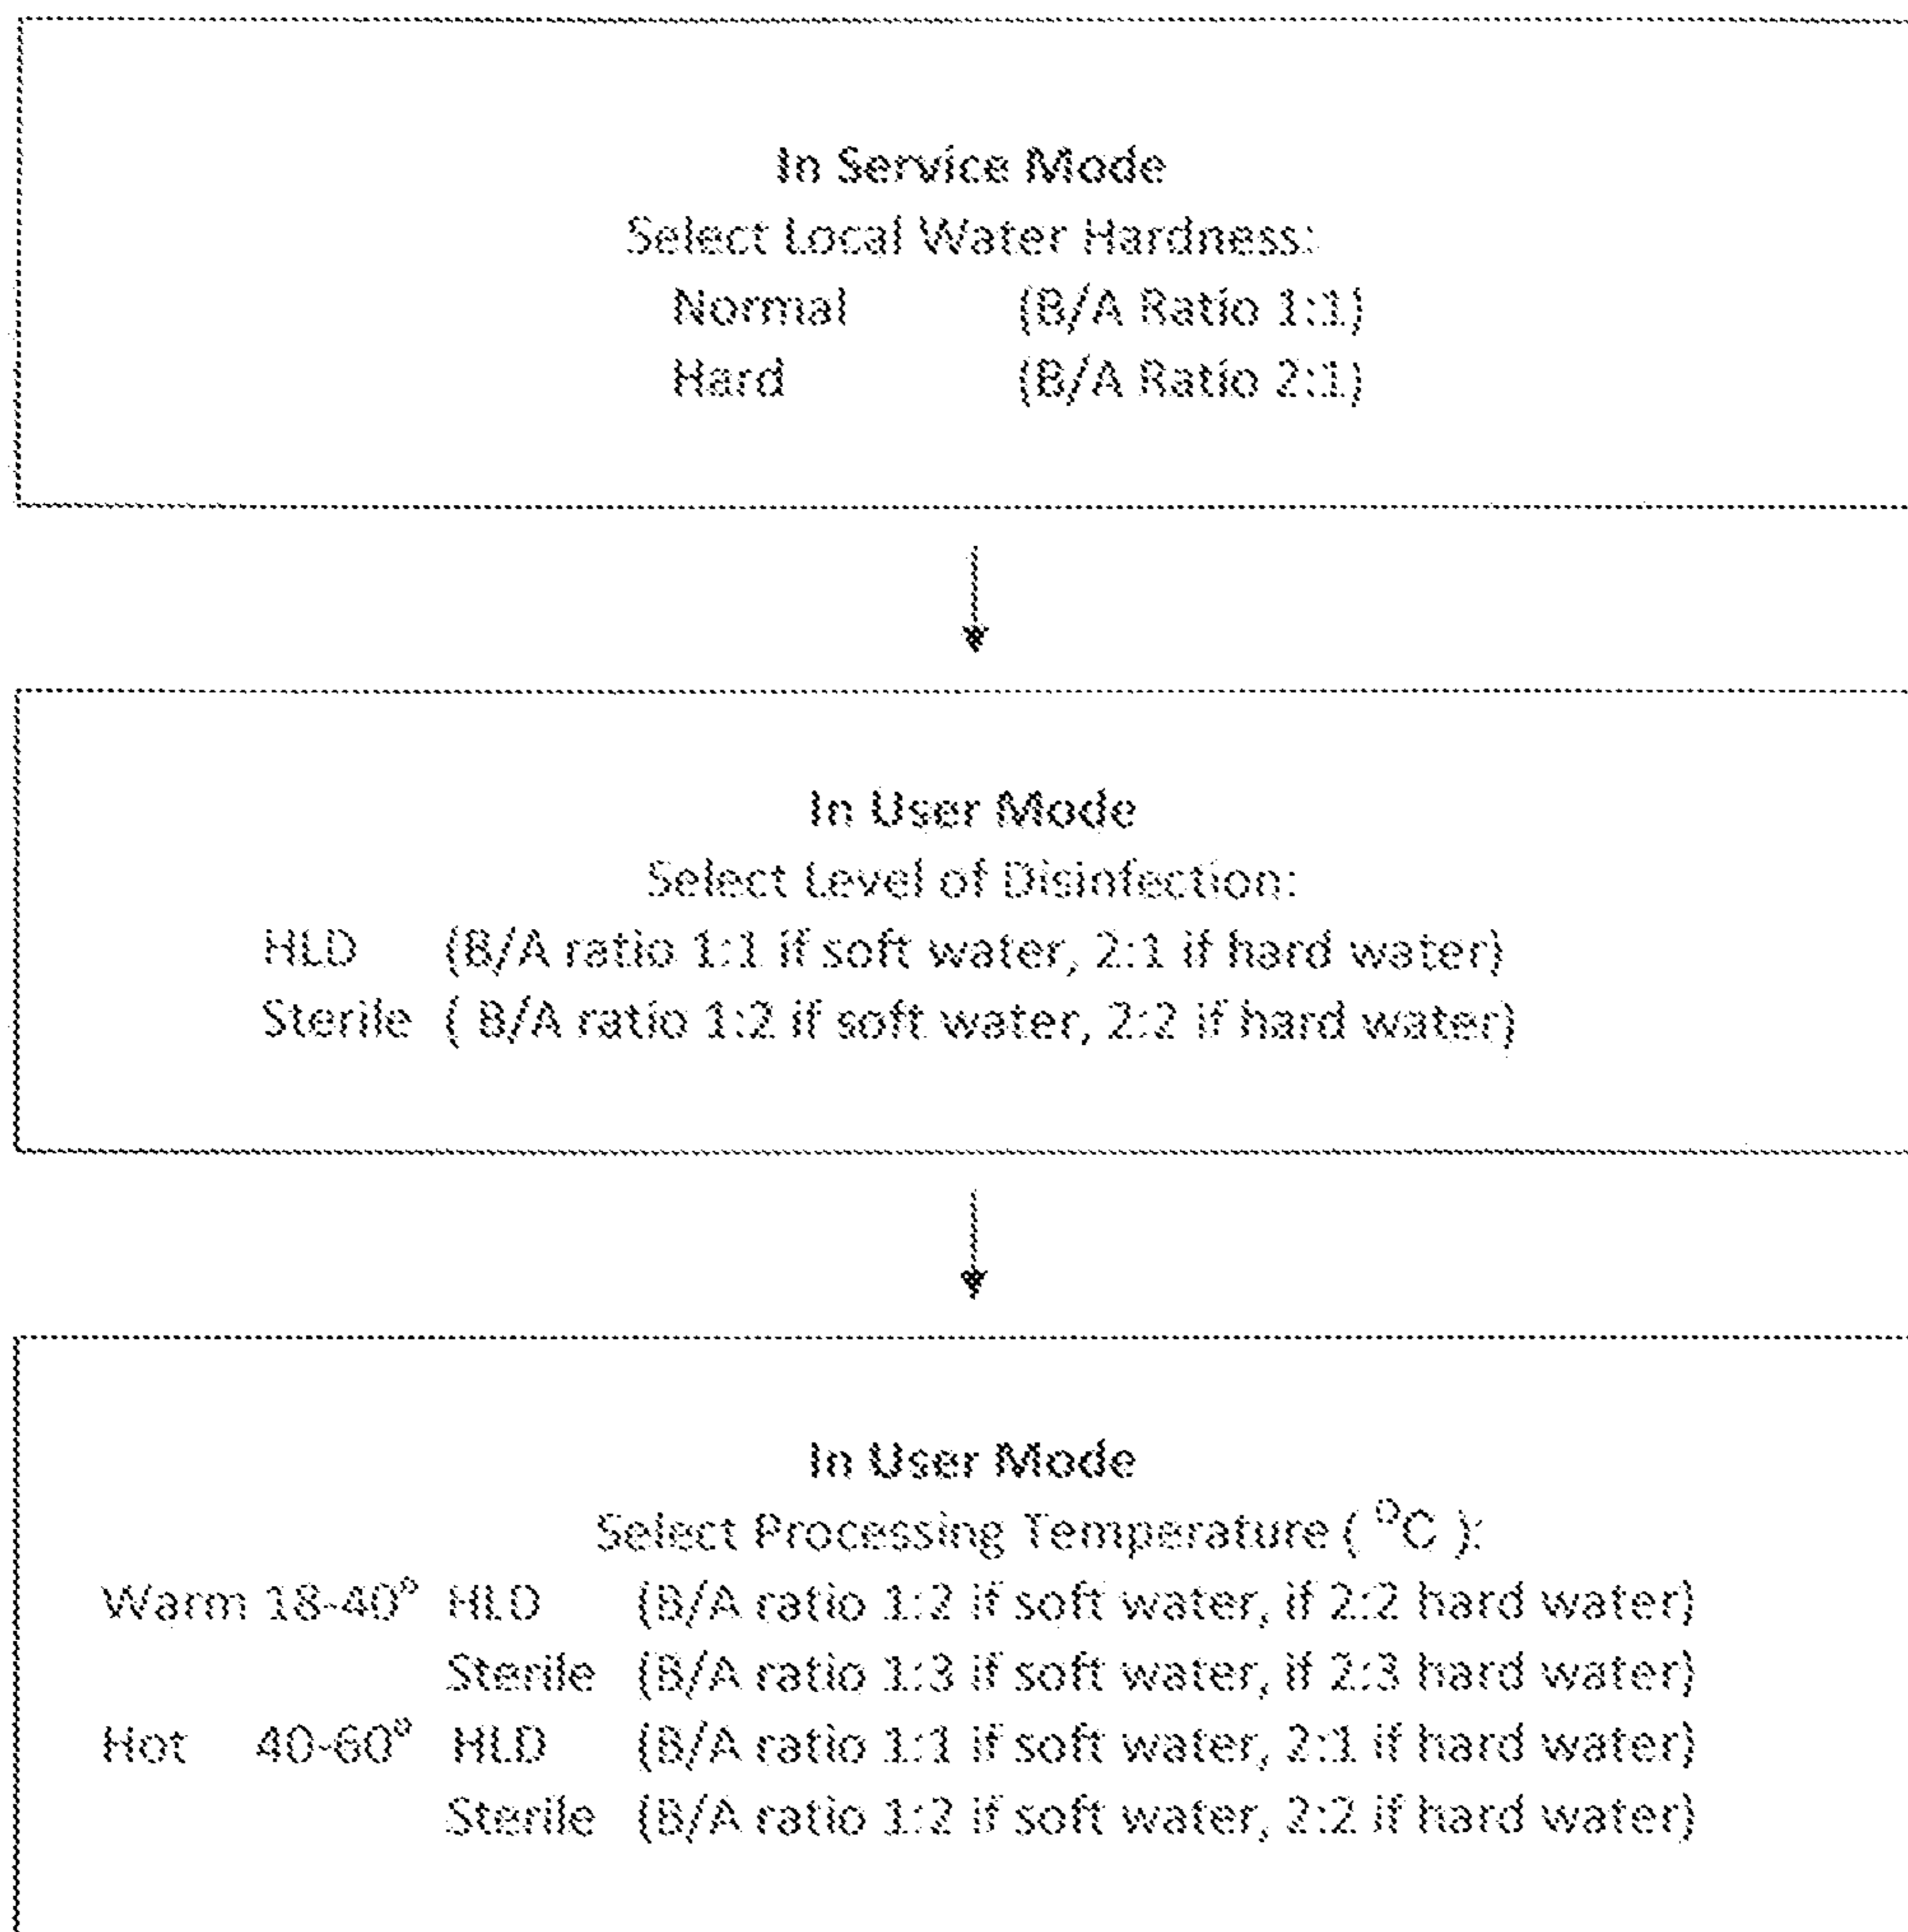 In Service Mode
Select Local Water Hardness:
Normal (B/A Ratio 1:1)
Hard (B/A Ratio 2:1)
In User Mode
Select Level of Disinfection:
HLD (B/A ratio 1:1 if soft water, 2:1 if hard water)
Sterile ( B/A ratio 1:2 if soft water, 2:2 if hard water)
In User Mode
Select Processing Temperature ( ⁰C ):
Warm 18-40° HLD (B/A ratio 1:2 if soft water, if 2:2 hard water)
Sterile (B/A ratio 1:3 if soft water, if 2:3 hard water)
Hot 40-60° HLD (B/A ratio 1:1 if soft water, 2:1 if hard water)
Sterile (B/A ratio 1:2 if soft water, 2:2 if hard water)